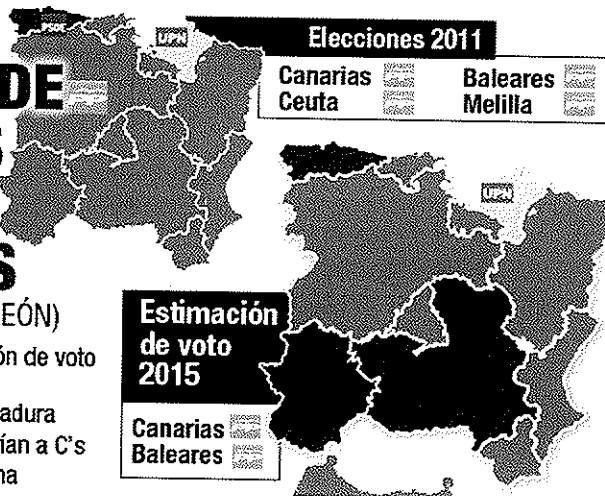 PSOE
UPN
Elecciones 2011
Canarias
Baleares
Ceuta
Melilla
DE
S
UPN
S
EÓN)
ón de voto
adura
rían a C's
na
Estimación
de voto
2015
Canarias
Baleares